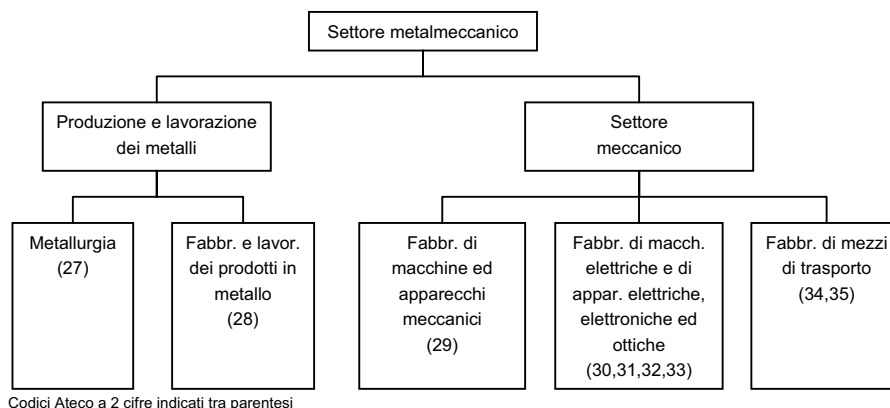 Settore metalmeccanico
Produzione e lavorazione
dei metalli
Settore
meccanico
Metallurgia
(27)
Fabbr. e lavor.
dei prodotti in
metallo
(28)
Fabbr. di
macchine ed
apparecchi
meccanici
(29)
Fabbr. di macch.
elettriche e di
appar. elettriche,
elettroniche ed
ottiche
(30,31,32,33)
Fabbr. di mezzi
di trasporto
(34,35)
Codici Ateco a 2 cifre indicati tra parentesi